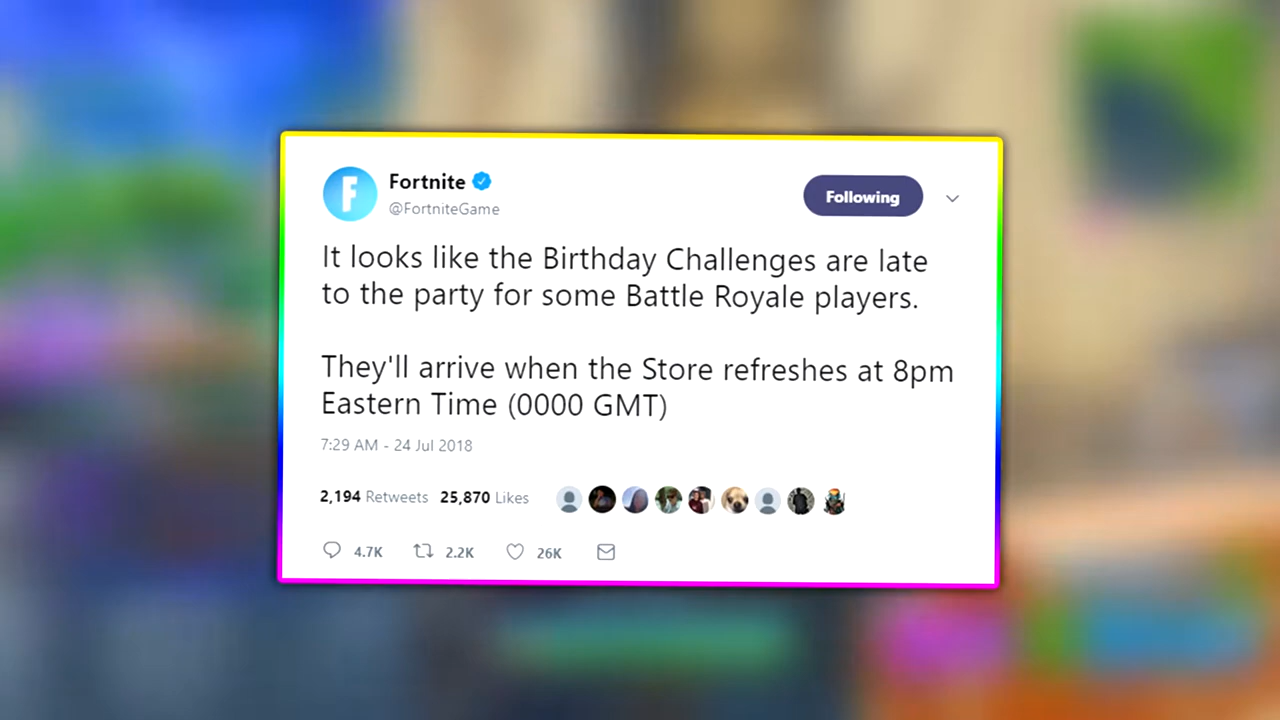 F
Fortnite
@FortniteGame
Following
It looks like the Birthday Challenges are late
to the party for some Battle Royale players.
They'll arrive when the Store refreshes at 8pm
Eastern Time (0000 GMT)
7:29 AM - 24 Jul 2018
2,194 Retweets 25,870 Likes
4.7K 2.2K 26K